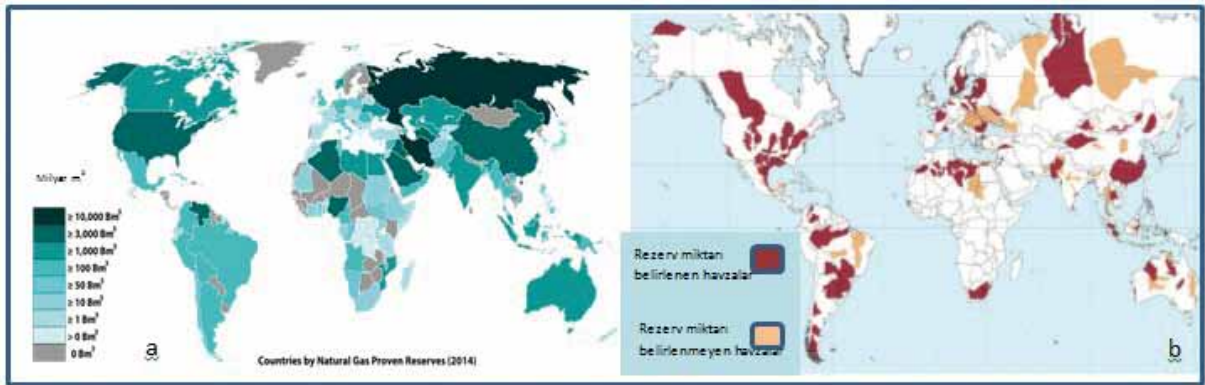 Milyar m³
≥ 10,000 Bm³
≥ 3,000 Bm³
≥ 1,000 Bm³
≥ 100 Bm³
≥ 50 Bm³
≥ 10 Bm³
≥ 1 Bm³
> 0 Bm³
0 Bm³
a
Countries by Natural Gas Proven Reserves (2014)
Rezerv miktarı
belirlenen havzalar
Rezerv miktarı
belirlenmeyen havzalar
b